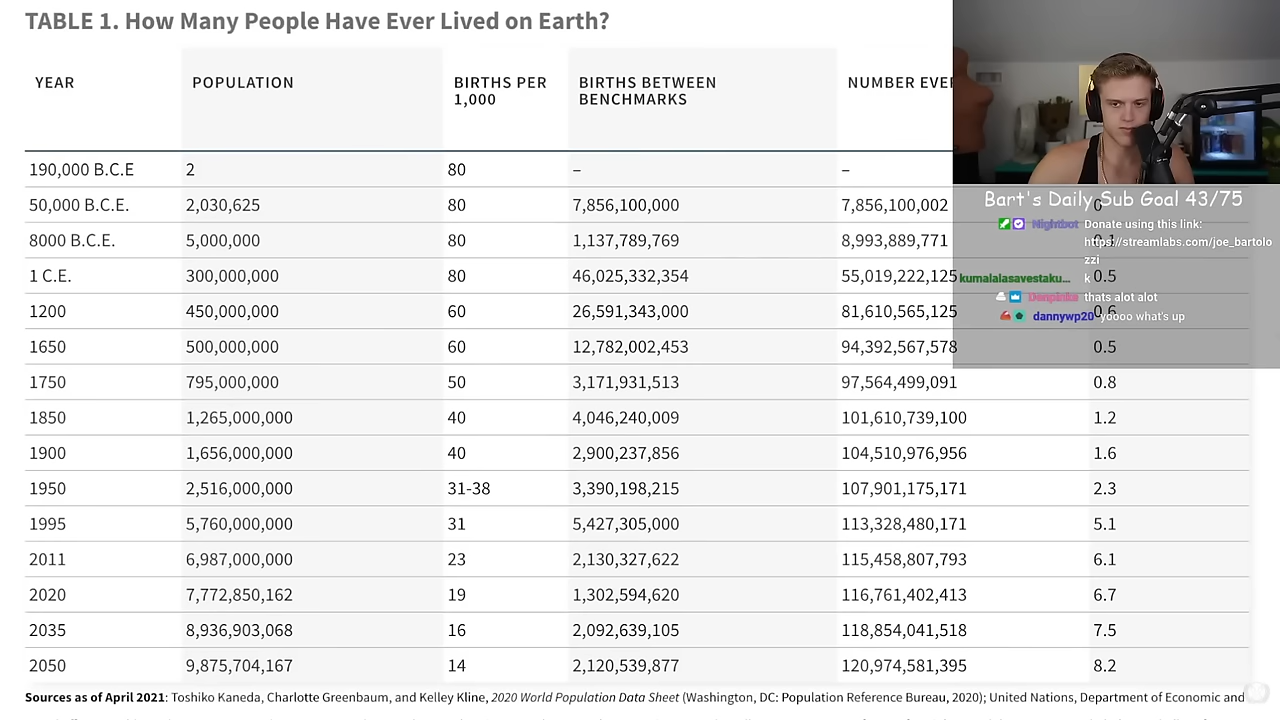 TABLE 1. How Many People Have Ever Lived on Earth?
YEAR POPULATION BIRTHS PER 1,000 BIRTHS BETWEEN BENCHMARKS NUMBER EVER
190,000 B.C.E 2 80 – –
50,000 B.C.E. 2,030,625 80 7,856,100,000 7,856,100,002 0
8000 B.C.E. 5,000,000 80 1,137,789,769 8,993,889,771
1 C.E. 300,000,000 80 46,025,332,354 55,019,222,125 0.5
1200 450,000,000 60 26,591,343,000 81,610,565,125 0.6
1650 500,000,000 60 12,782,002,453 94,392,567,578 0.5
1750 795,000,000 50 3,171,931,513 97,564,499,091 0.8
1850 1,265,000,000 40 4,046,240,009 101,610,739,100 1.2
1900 1,656,000,000 40 2,900,237,856 104,510,976,956 1.6
1950 2,516,000,000 31-38 3,390,198,215 107,901,175,171 2.3
1995 5,760,000,000 31 5,427,305,000 113,328,480,171 5.1
2011 6,987,000,000 23 2,130,327,622 115,458,807,793 6.1
2020 7,772,850,162 19 1,302,594,620 116,761,402,413 6.7
2035 8,936,903,068 16 2,092,639,105 118,854,041,518 7.5
2050 9,875,704,167 14 2,120,539,877 120,974,581,395 8.2
Sources as of April 2021: Toshiko Kaneda, Charlotte Greenbaum, and Kelley Kline, 2020 World Population Data Sheet (Washington, DC: Population Reference Bureau, 2020); United Nations, Department of Economic and
Bart's Daily Sub Goal 43/75
Nightbot Donate using this link:
https://streamlabs.com/joe_bartolo
zzi
kumalalasavestaku... k
thats alot alot
dannywp20 yoooo what's up